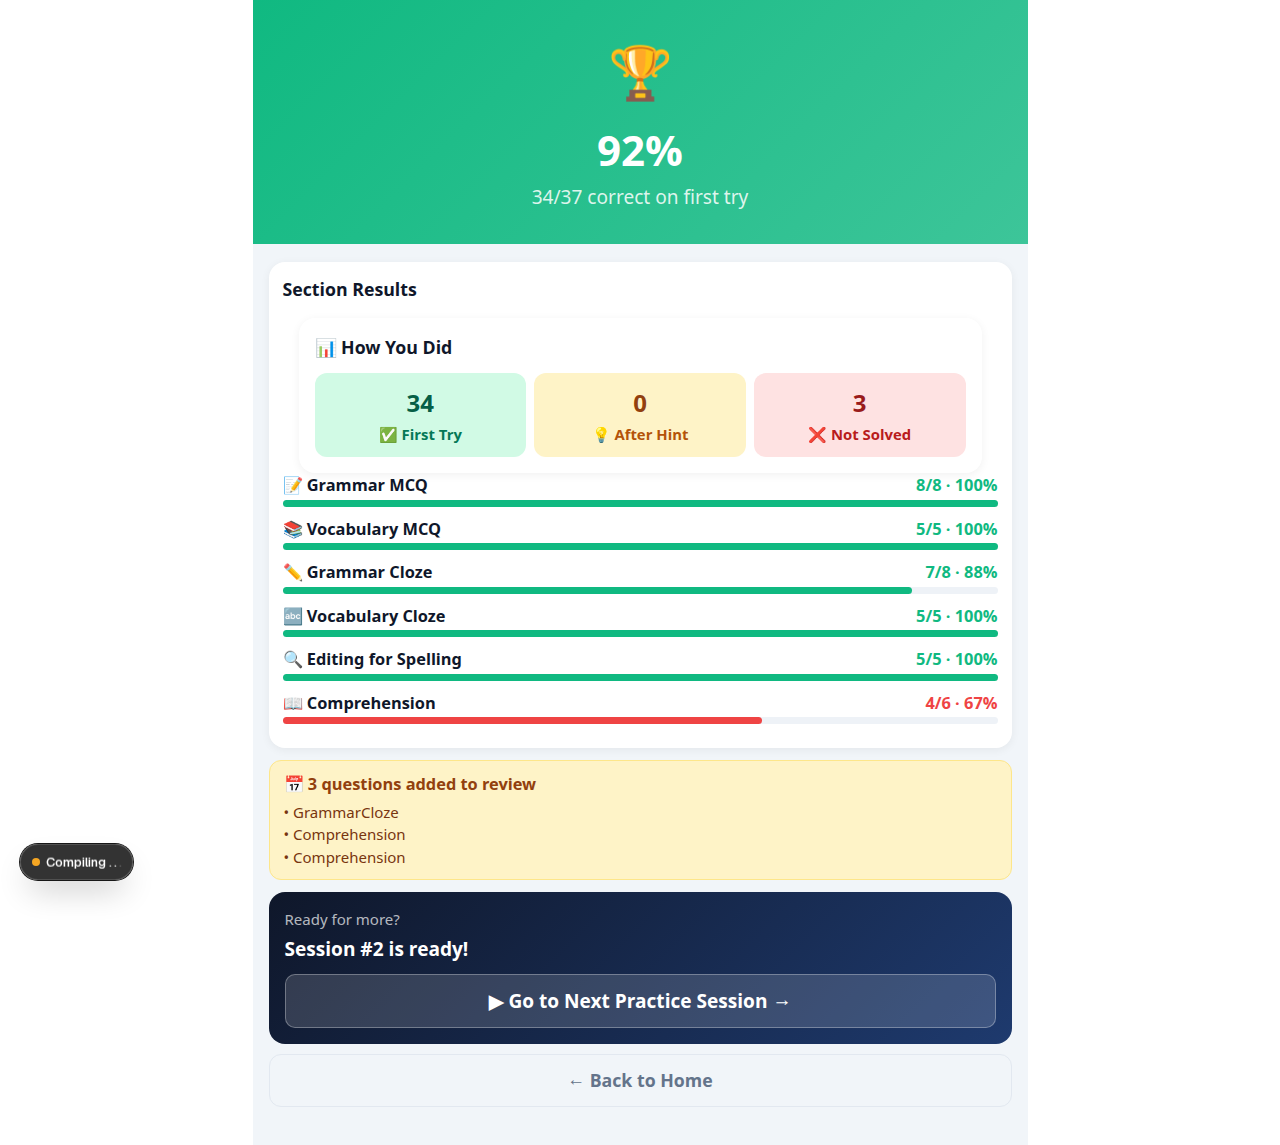 92%
34/37 correct on first try
Section Results
📊 How You Did
34
✅ First Try
0
💡 After Hint
3
❌ Not Solved
📝 Grammar MCQ 8/8 · 100%
📚 Vocabulary MCQ 5/5 · 100%
✏️ Grammar Cloze 7/8 · 88%
🔤 Vocabulary Cloze 5/5 · 100%
🔍 Editing for Spelling 5/5 · 100%
📖 Comprehension 4/6 · 67%
📅 3 questions added to review
• GrammarCloze
• Comprehension
• Comprehension
Compiling ...
Ready for more?
Session #2 is ready!
▶ Go to Next Practice Session →
← Back to Home